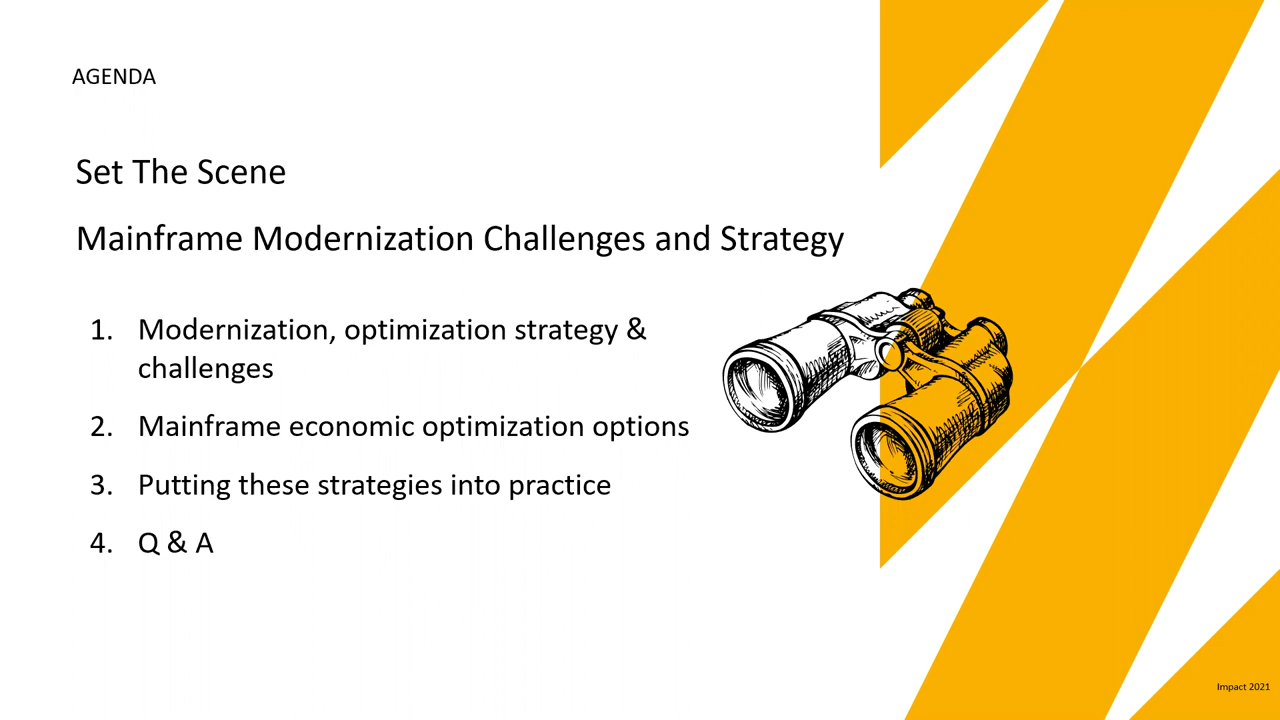 AGENDA
Set The Scene
Mainframe Modernization Challenges and Strategy
1. Modernization, optimization strategy &
challenges
2. Mainframe economic optimization options
3. Putting these strategies into practice
4. Q & A
Impact 2021